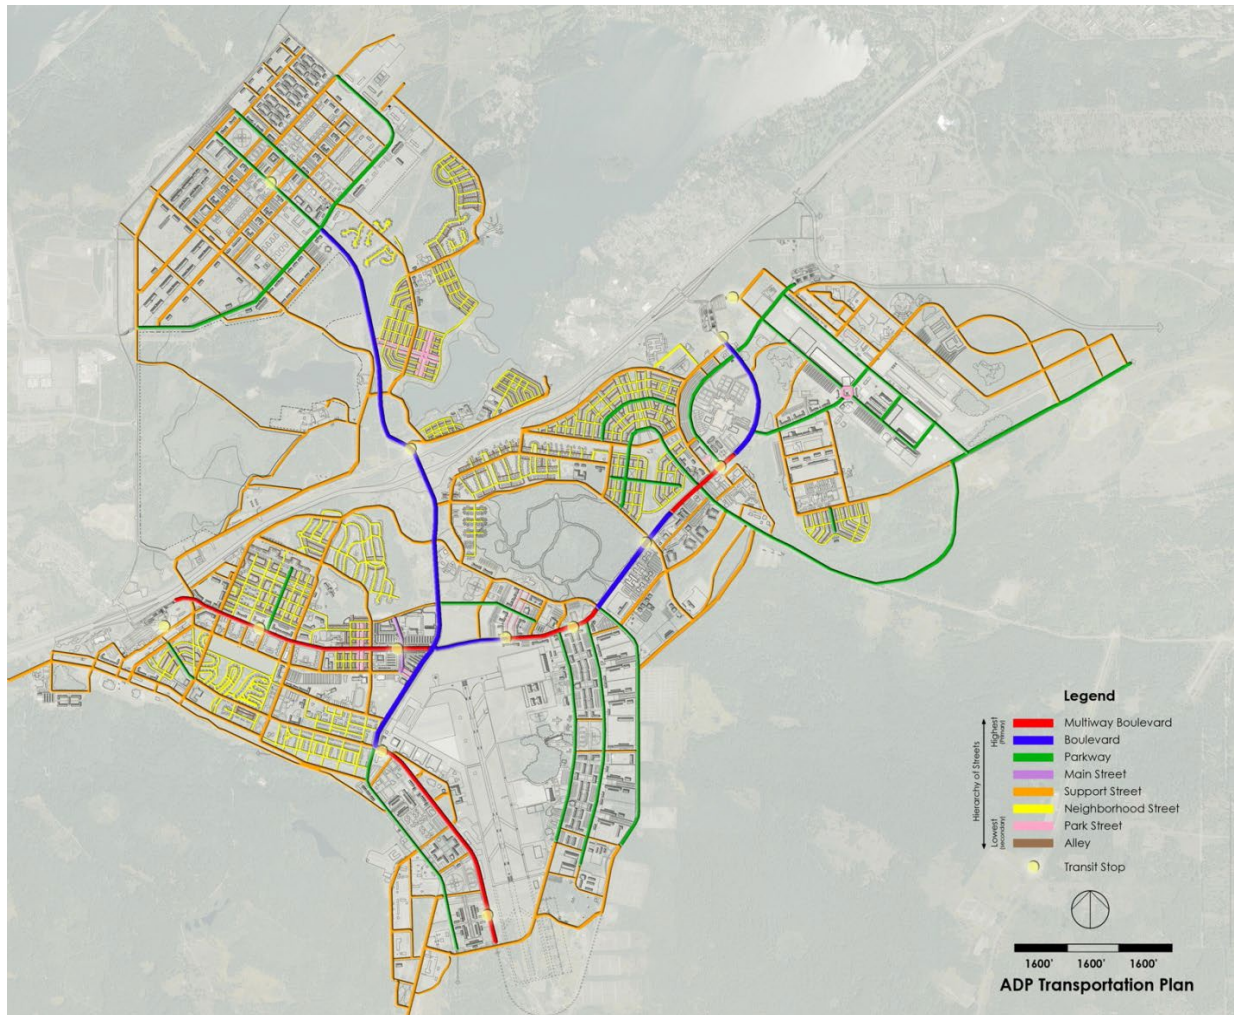 Legend
Hierarchy of Streets
Highest
(Primary)
Lowest
(secondary)
Multiway Boulevard
Boulevard
Parkway
Main Street
Support Street
Neighborhood Street
Park Street
Alley
Transit Stop
1600' 1600' 1600'
ADP Transportation Plan